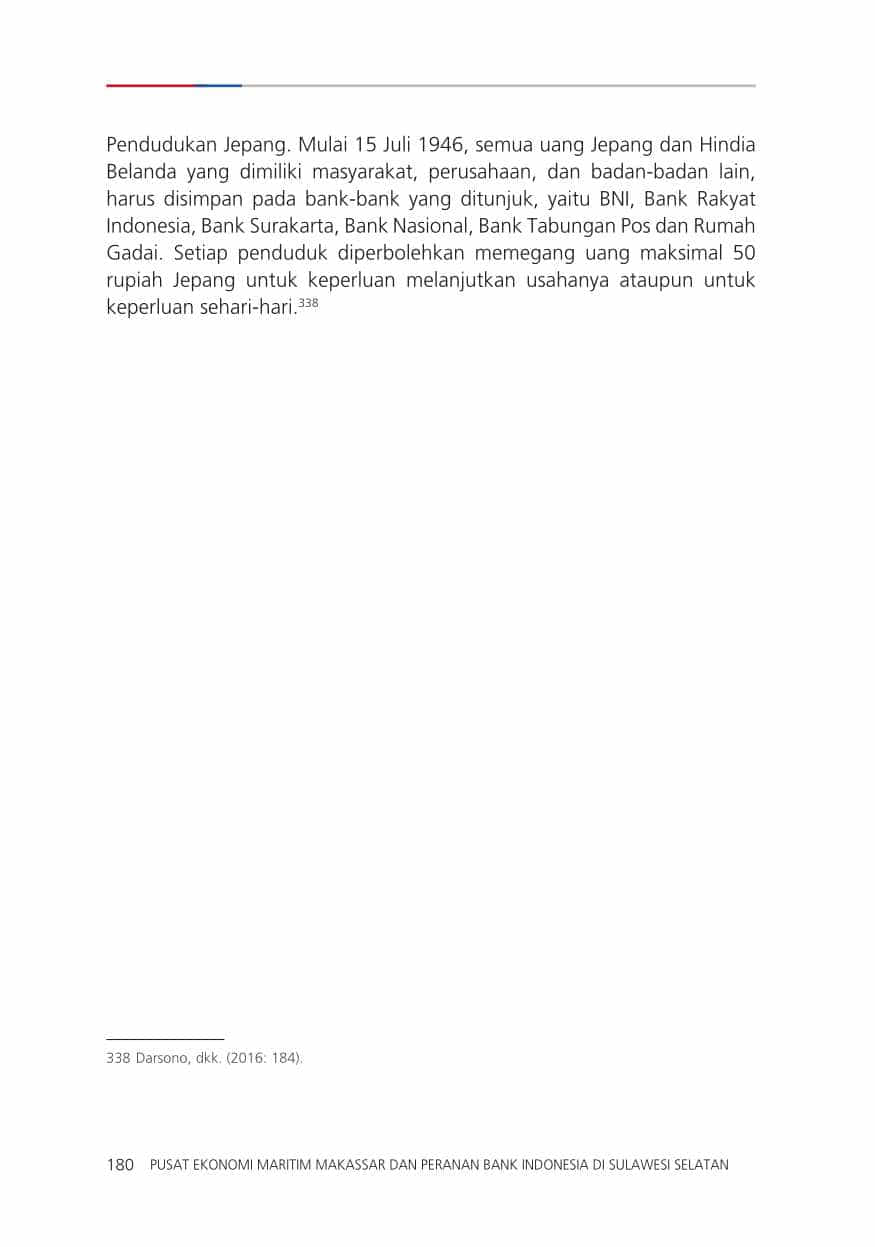 Pendudukan Jepang. Mulai 15 Juli 1946, semua uang Jepang dan Hindia
Belanda yang dimiliki masyarakat, perusahaan, dan badan-badan lain,
harus disimpan pada bank-bank yang ditunjuk, yaitu BNI, Bank Rakyat
Indonesia, Bank Surakarta, Bank Nasional, Bank Tabungan Pos dan Rumah
Gadai. Setiap penduduk diperbolehkan memegang uang maksimal 50
rupiah Jepang untuk keperluan melanjutkan usahanya ataupun untuk
keperluan sehari-hari.338
338 Darsono, dkk. (2016: 184).
180 PUSAT EKONOMI MARITIM MAKASSAR DAN PERANAN BANK INDONESIA DI SULAWESI SELATAN